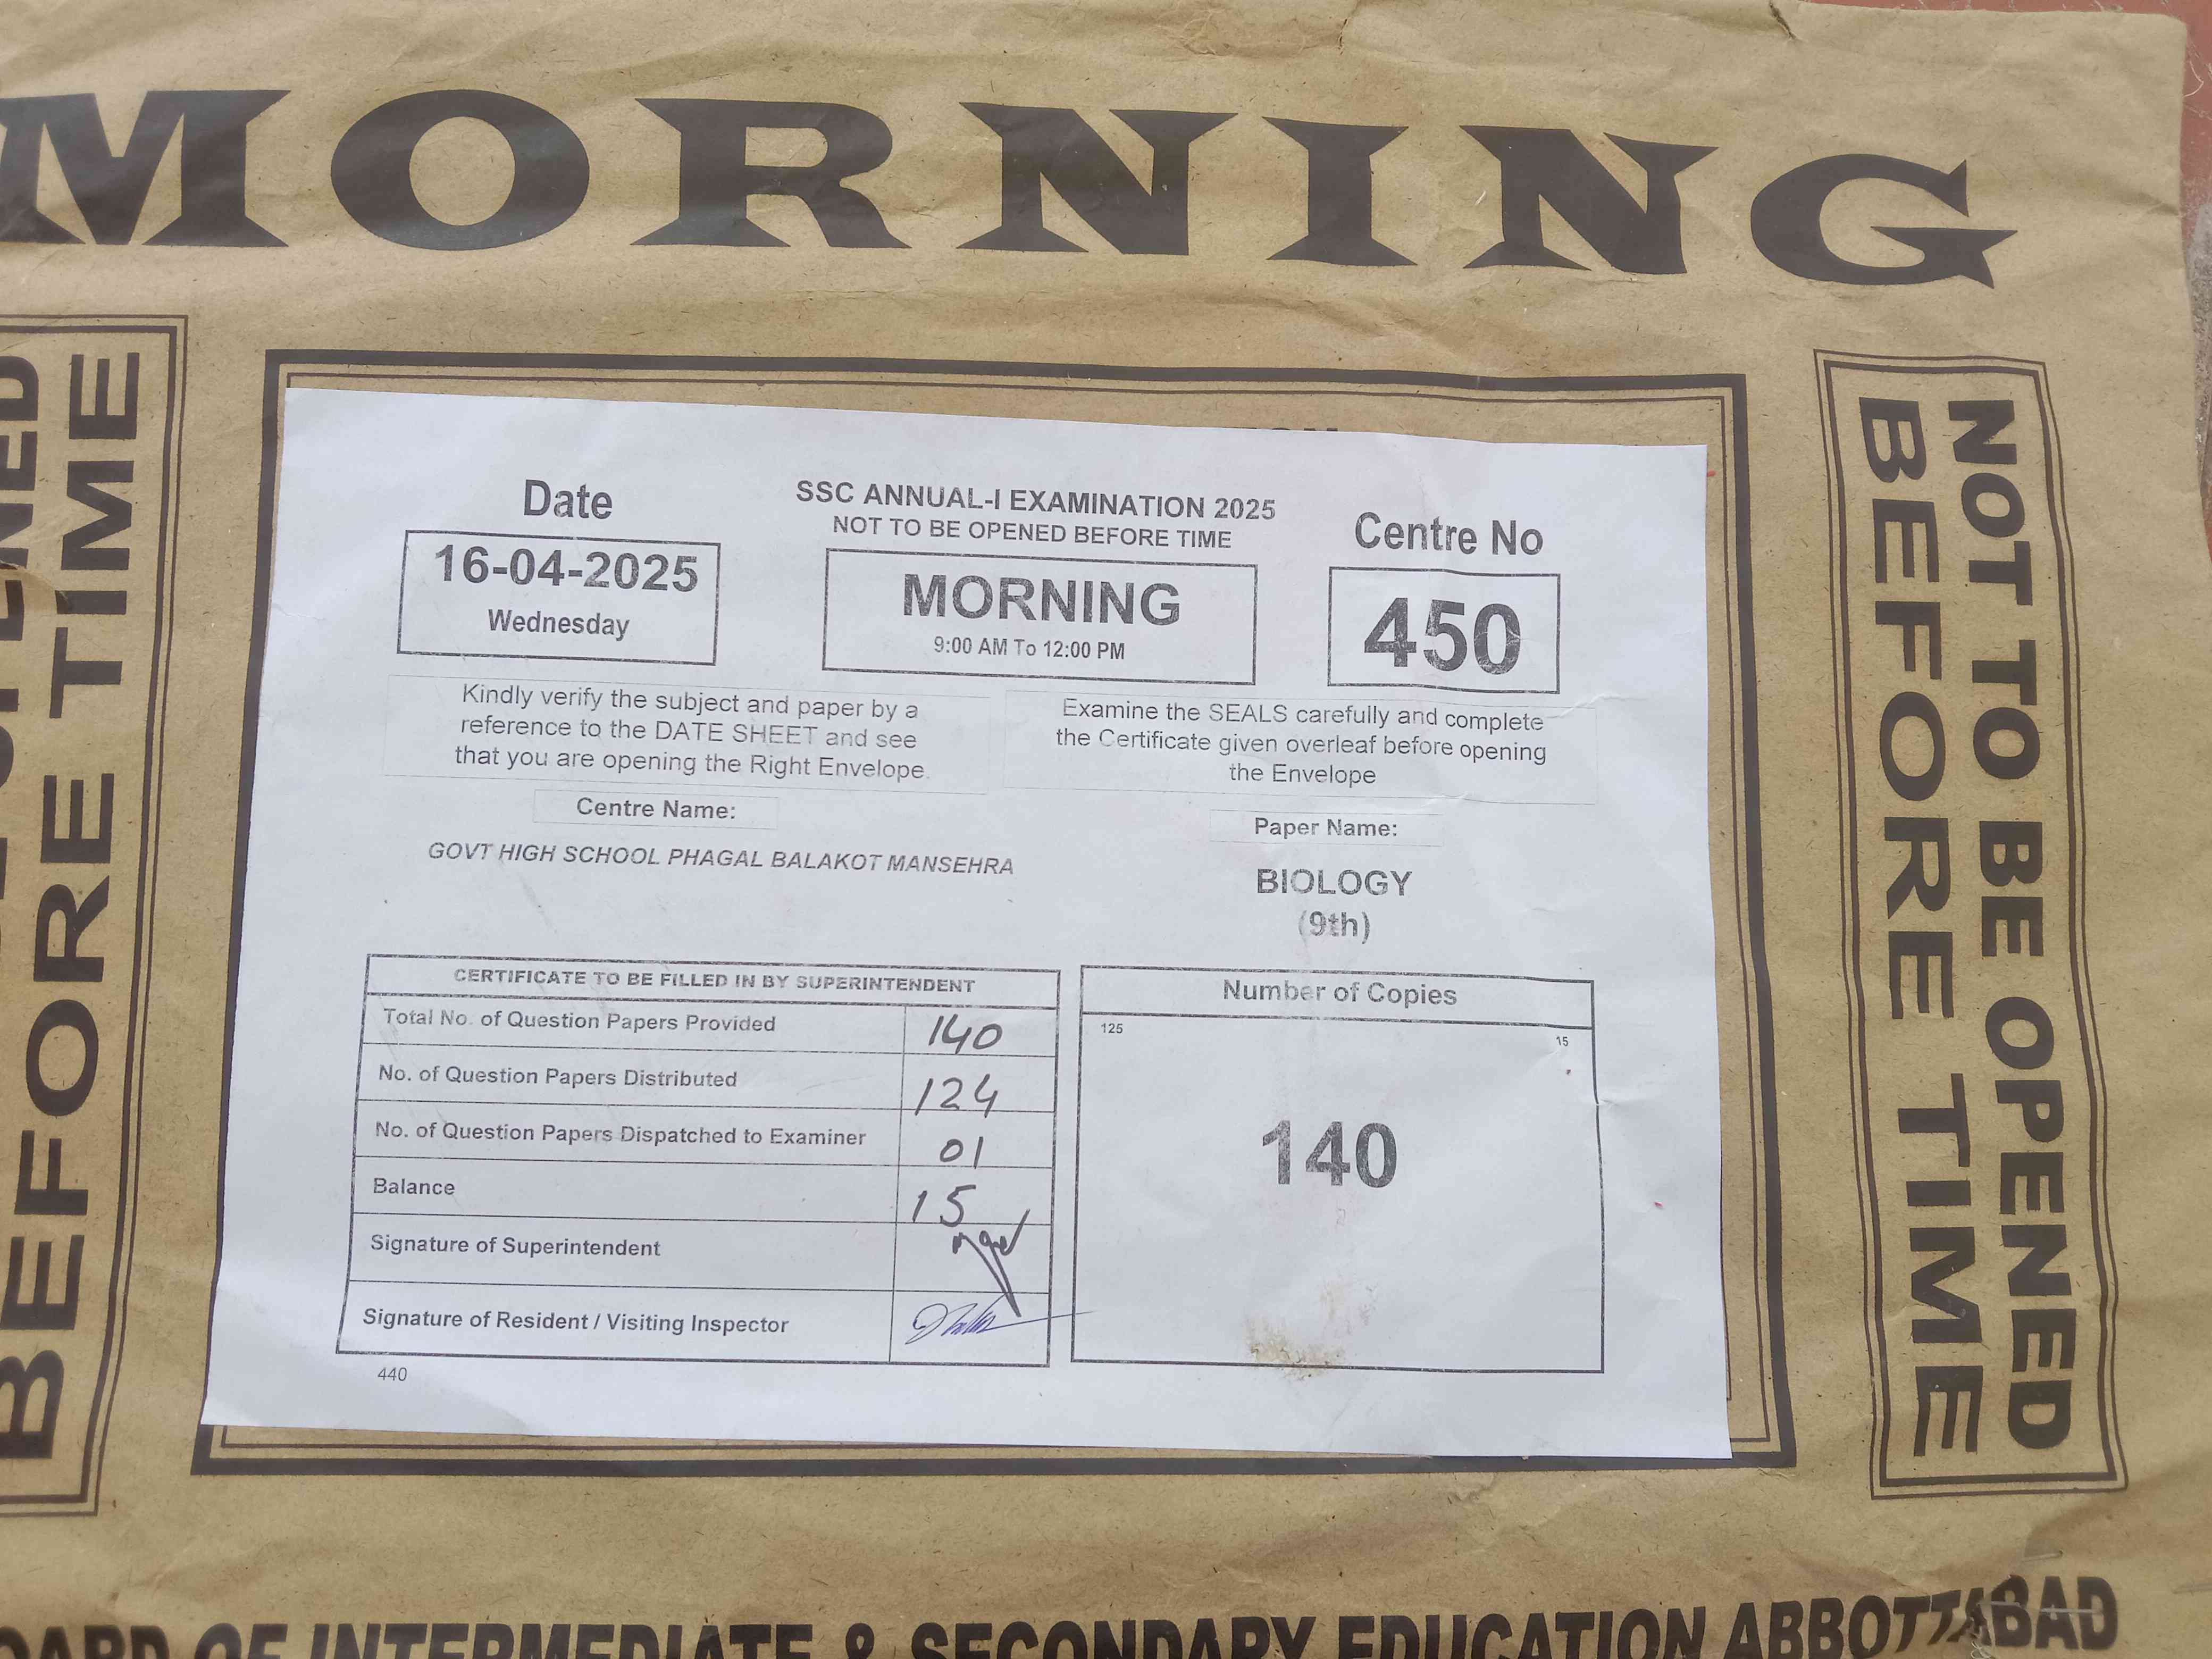 MORNING
BEFORE TIME
NOT TO BE OPENED
BEFORE TIME
Date
16-04-2025
Wednesday
SSC ANNUAL-I EXAMINATION 2025
NOT TO BE OPENED BEFORE TIME
MORNING
9:00 AM To 12:00 PM
Centre No
450
Kindly verify the subject and paper by a
reference to the DATE SHEET and see
that you are opening the Right Envelope.
Examine the SEALS carefully and complete
the Certificate given overleaf before opening
the Envelope
Centre Name:
GOVT HIGH SCHOOL PHAGAL BALAKOT MANSEHRA
Paper Name:
BIOLOGY
(9th)
CERTIFICATE TO BE FILLED IN BY SUPERINTENDENT
Total No. of Question Papers Provided 140
No. of Question Papers Distributed 124
No. of Question Papers Dispatched to Examiner 01
Balance 15
Signature of Superintendent
Signature of Resident / Visiting Inspector
Number of Copies
125 15
140
440
OF INTERMEDIATE & SECONDARY EDUCATION ABBOTTABAD